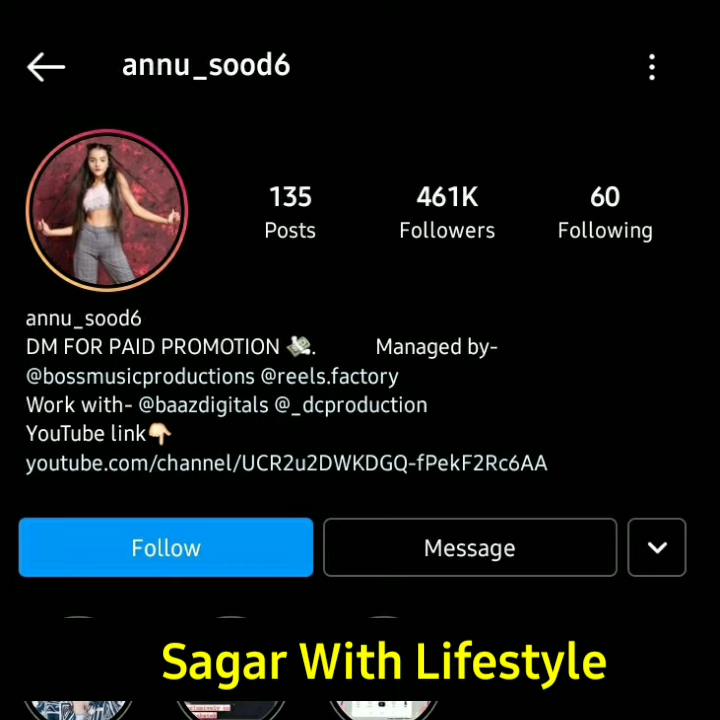 annu_sood6
135 461K 60
Posts Followers Following
annu_sood6
DM FOR PAID PROMOTION 💸. Managed by-
@bossmusicproductions @reels.factory
Work with- @baazdigitals @_dcproduction
YouTube link👇🏻
youtube.com/channel/UCR2u2DWKDGQ-fPekF2Rc6AA
Follow Message
Sagar With Lifestyle